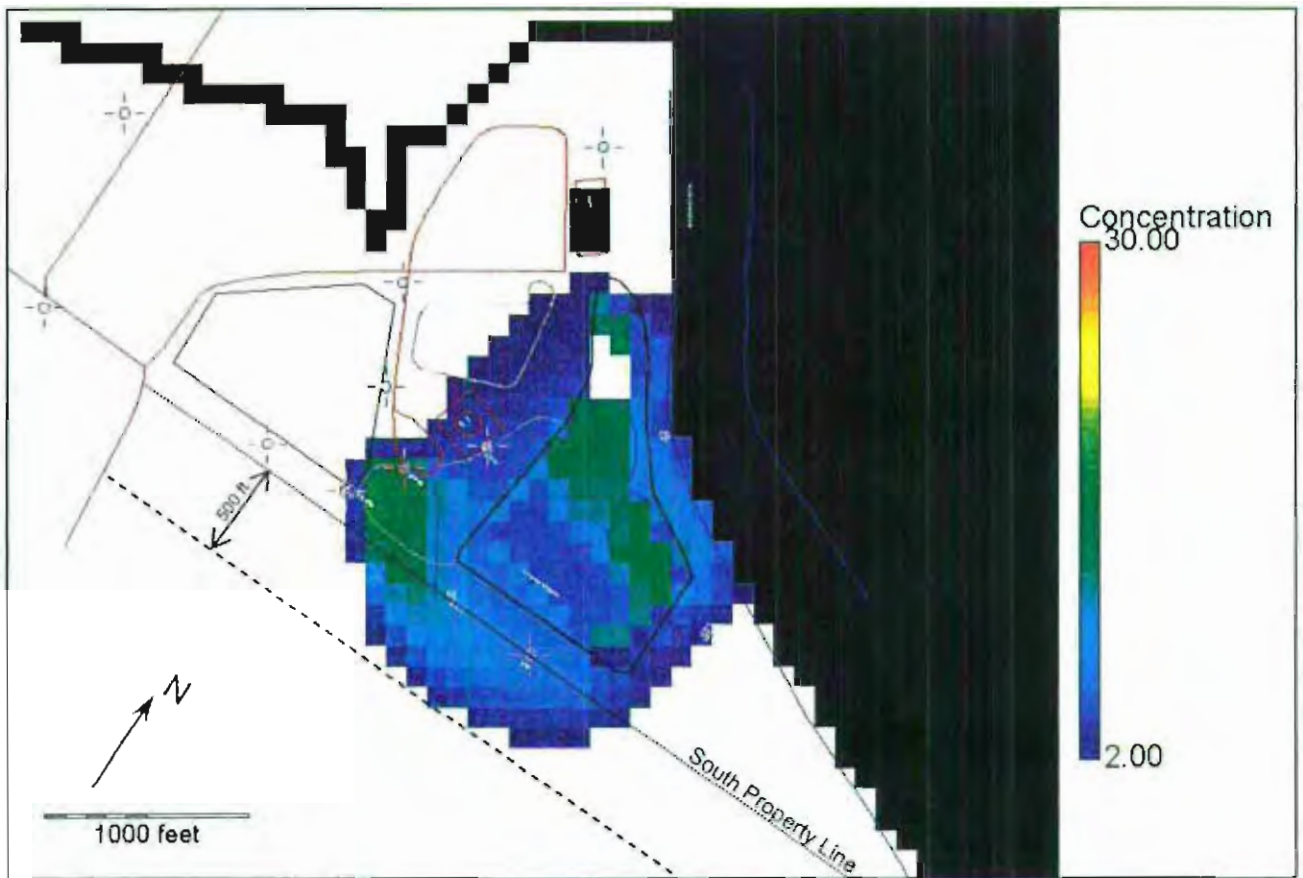 Concentration
30.00
500 ft
2.00
N
South Property Line
1000 feet